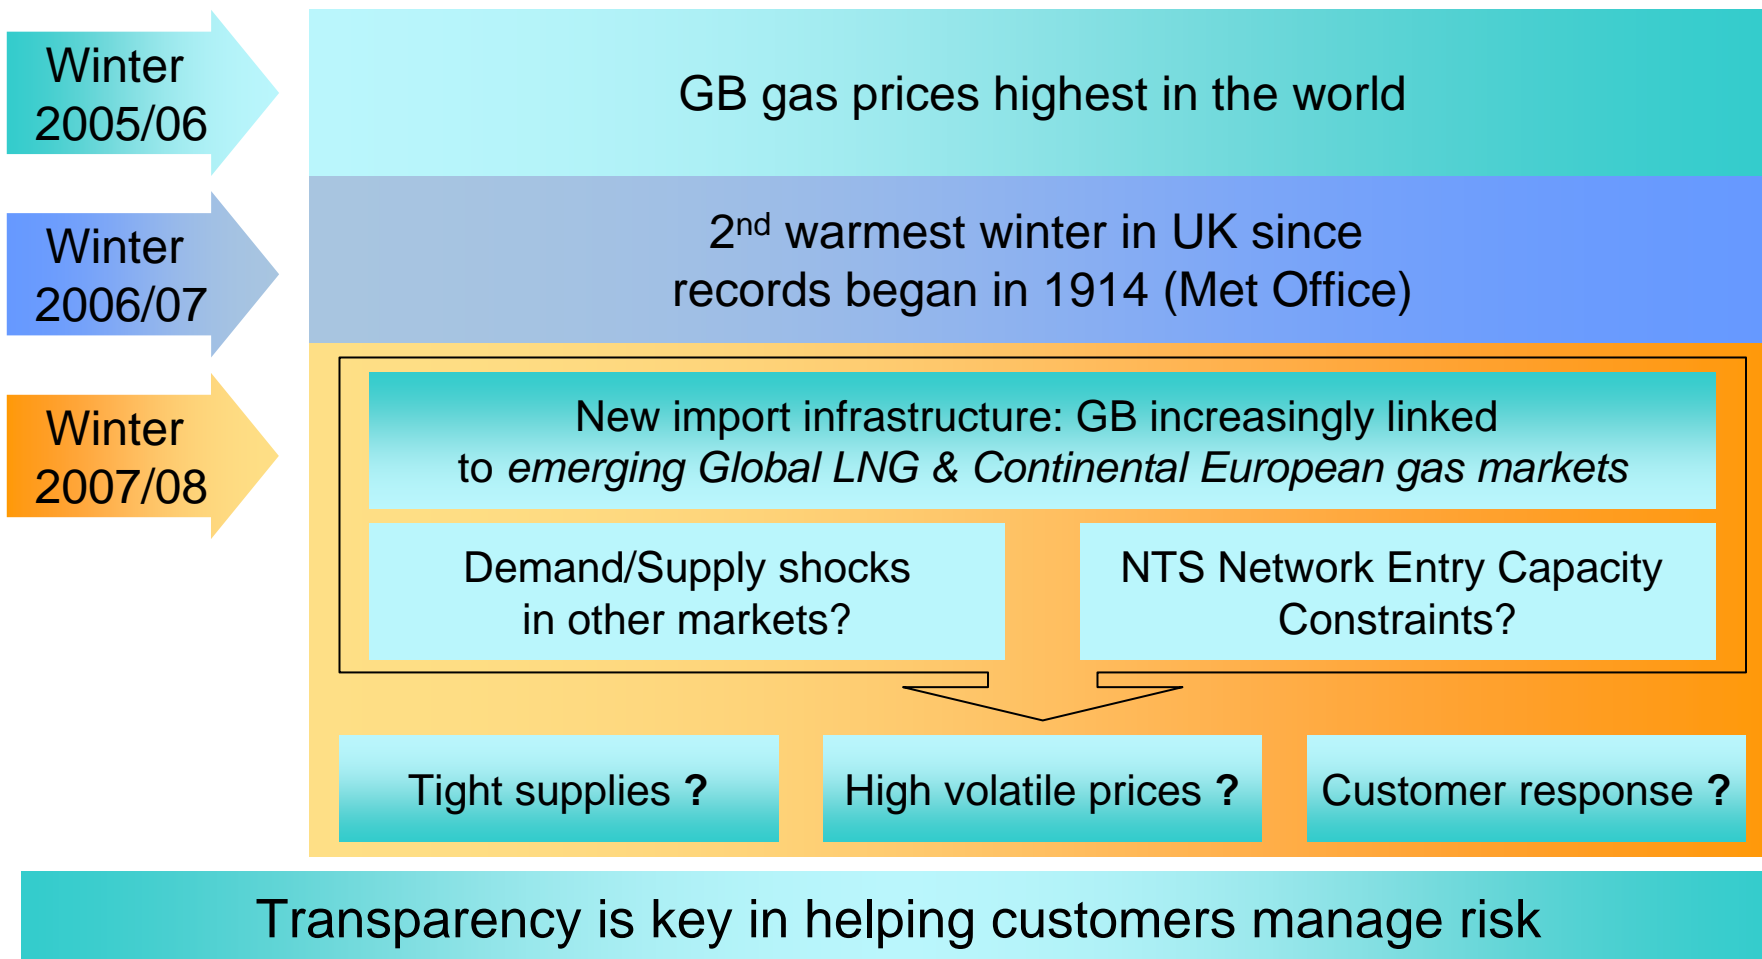 Winter
2005/06
GB gas prices highest in the world
Winter
2006/07
2nd warmest winter in UK since
records began in 1914 (Met Office)
Winter
2007/08
New import infrastructure: GB increasingly linked
to emerging Global LNG & Continental European gas markets
Demand/Supply shocks
in other markets?
NTS Network Entry Capacity
Constraints?
Tight supplies ?
High volatile prices ?
Customer response ?
Transparency is key in helping customers manage risk